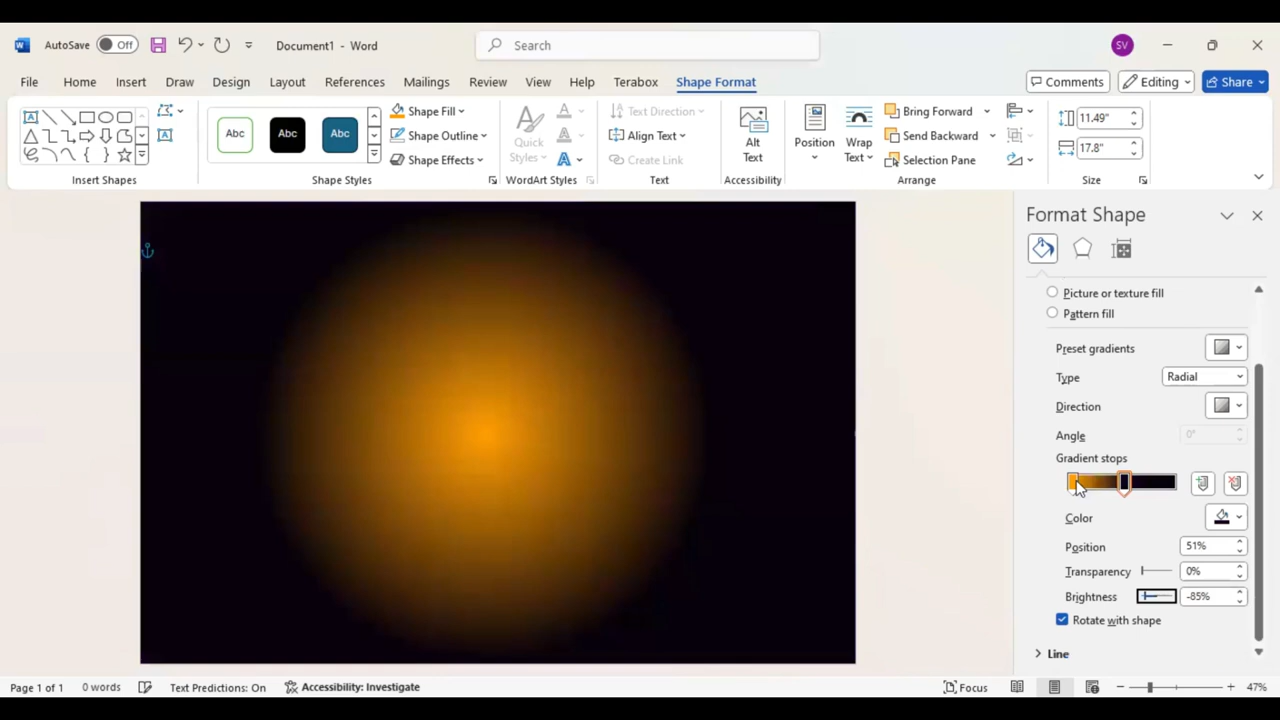 AutoSave Off Document1 - Word Search SV
File Home Insert Draw Design Layout References Mailings Review View Help Terabox Shape Format Comments Editing Share
Abc Abc Abc
Shape Fill
Shape Outline
Shape Effects
Quick
Styles
Text Direction
Align Text
Create Link
Alt
Text
Position
Wrap
Text
Bring Forward
Send Backward
Selection Pane
11.49"
17.8"
Insert Shapes Shape Styles WordArt Styles Text Accessibility Arrange Size
Format Shape
Picture or texture fill
Pattern fill
Preset gradients
Type Radial
Direction
Angle 0°
Gradient stops
Color
Position 51%
Transparency 0%
Brightness -85%
Rotate with shape
Line
Page 1 of 1 0 words Text Predictions: On Accessibility: Investigate Focus 47%